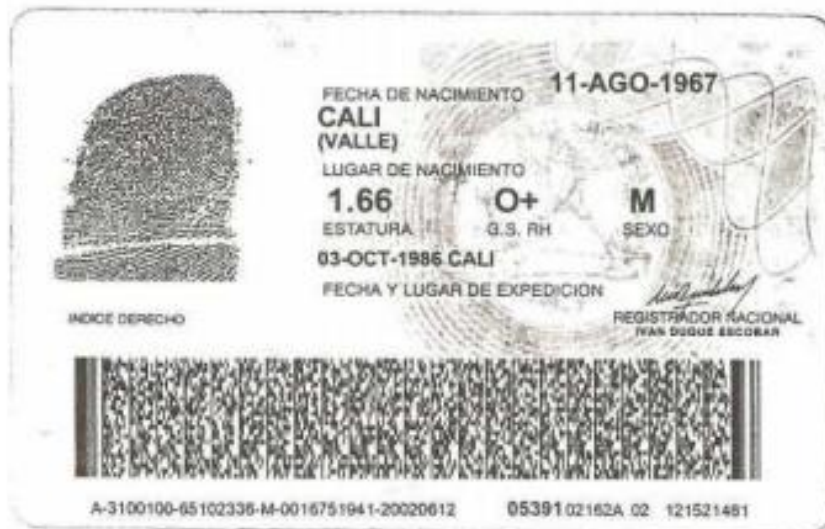 FECHA DE NACIMIENTO 11-AGO-1967
CALI
(VALLE)
LUGAR DE NACIMIENTO
1.66 O+ M
ESTATURA G.S. RH SEXO
03-OCT-1986 CALI
FECHA Y LUGAR DE EXPEDICION
INDICE DERECHO
REGISTRADOR NACIONAL
IVAN DUQUE ESCOBAR
A-3100100-65102336-M-0016751941-20020612 05391 02162A 02 121521481